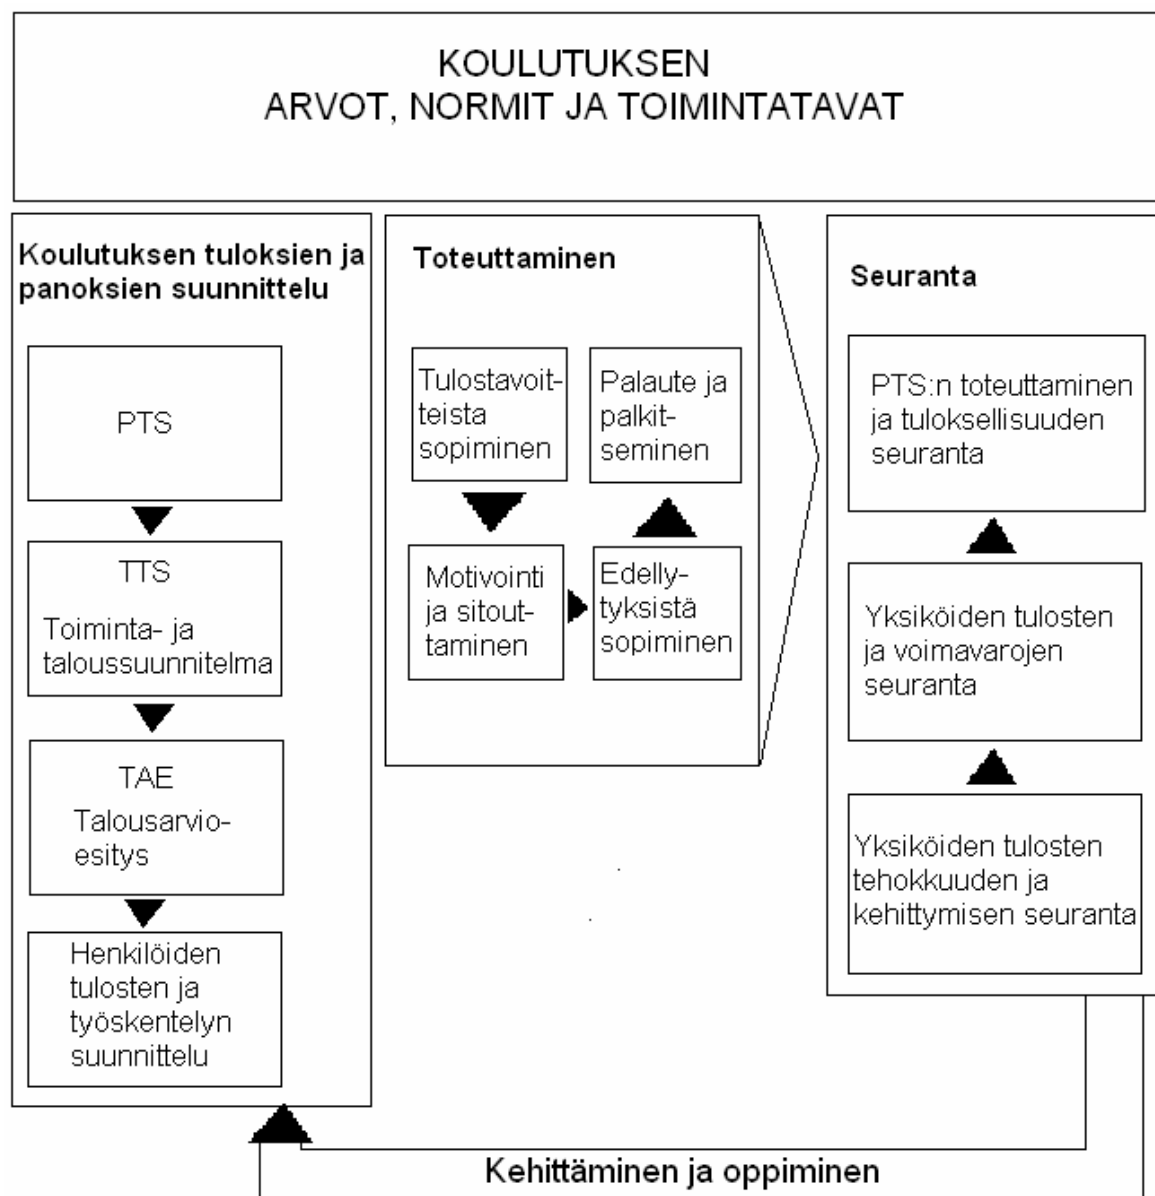 KOULUTUKSEN
ARVOT, NORMIT JA TOIMINTATAVAT
Koulutuksen tuloksien ja
panoksien suunnittelu
PTS
TTS
Toiminta- ja
taloussuunnitelma
TAE
Talousarvio-
esitys
Henkilöiden
tulosten ja
työskentelyn
suunnittelu
Toteuttaminen
Tulostavoit-
teista
sopiminen
Palaute ja
palkit-
seminen
Motivointi
ja sitout-
taminen
Edelly-
tyksistä
sopiminen
Seuranta
PTS:n toteuttaminen
ja tuloksellisuuden
seuranta
Yksiköiden tulosten
ja voimavarojen
seuranta
Yksiköiden tulosten
tehokkuuden ja
kehittymisen seuranta
Kehittäminen ja oppiminen